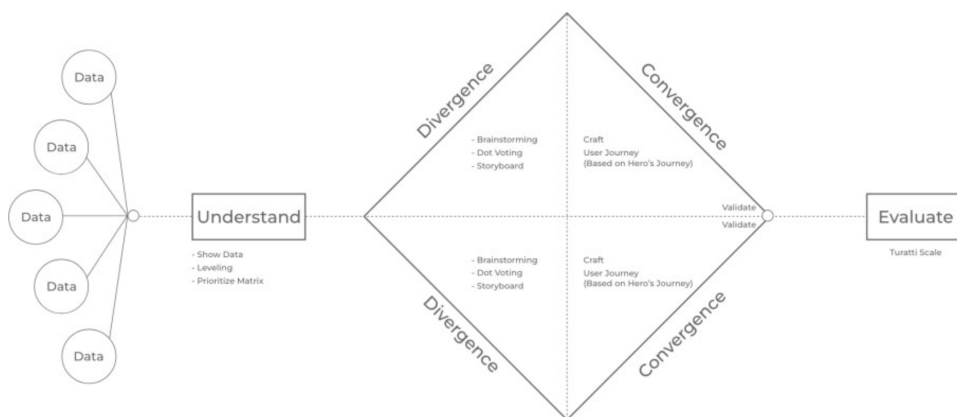 Data
Data
Data
Data
Data
Understand
- Show Data
- Leveling
- Prioritize Matrix
Divergence
- Brainstorming
- Dot Voting
- Storyboard
Convergence
Craft
User Journey
(Based on Hero's Journey)
Validate
Validate
Divergence
- Brainstorming
- Dot Voting
- Storyboard
Convergence
Craft
User Journey
(Based on Hero's Journey)
Evaluate
Turatti Scale